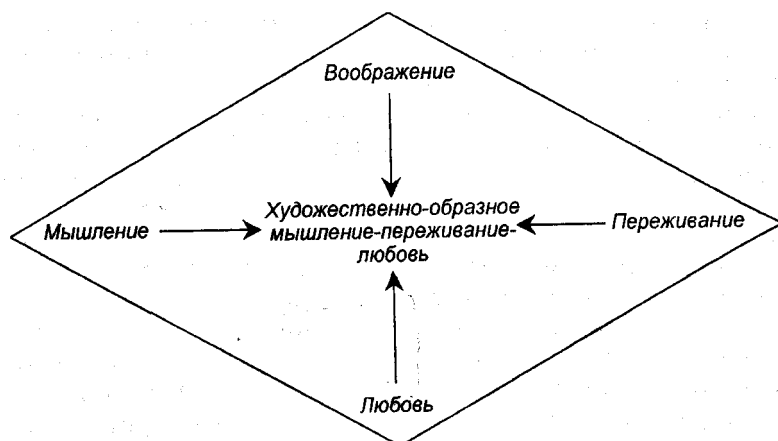 Воображение
Мышление
Художественно-образное
мышление-переживание-
любовь
Переживание
Любовь